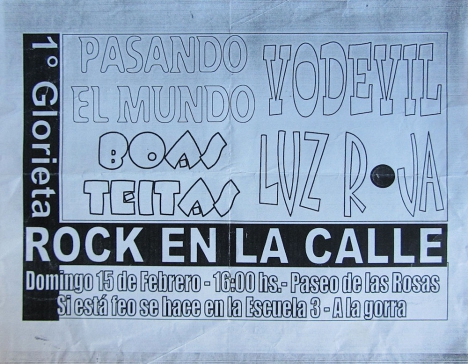 1° Glorieta
PASANDO
EL MUNDO
VODEVIL
BOAS
TEITAS
LUZ ROJA
ROCK EN LA CALLE
Domingo 15 de Febrero - 16:00 hs.- Paseo de las Rosas
Si está feo se hace en la Escuela 3 - A la gorra